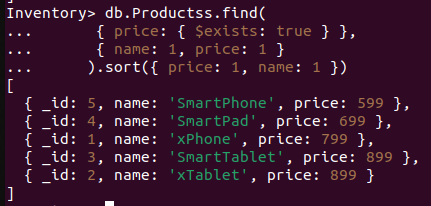 Inventory> db.Productss.find(
...     { price: { $exists: true } },
...     { name: 1, price: 1 }
...    ).sort({ price: 1, name: 1 })
[
  { _id: 5, name: 'SmartPhone', price: 599 },
  { _id: 4, name: 'SmartPad', price: 699 },
  { _id: 1, name: 'xPhone', price: 799 },
  { _id: 3, name: 'SmartTablet', price: 899 },
  { _id: 2, name: 'xTablet', price: 899 }
]